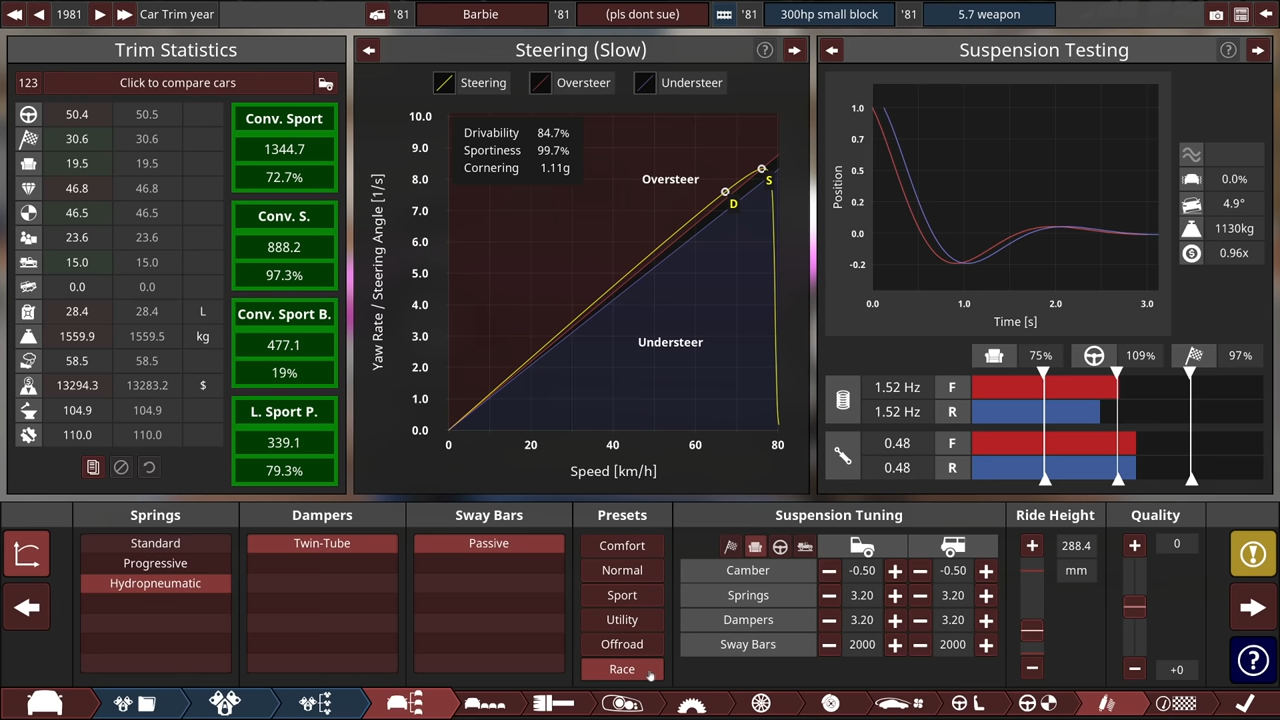 1981 Car Trim year '81 Barbie '81 (pls dont sue) '81 300hp small block '81 5.7 weapon
Trim Statistics
123 Click to compare cars
50.4 50.5
30.6 30.6
19.5 19.5
46.8 46.8
46.5 46.5
23.6 23.6
15.0 15.0
0.0 0.0
28.4 28.4 L
1559.9 1559.5 kg
58.5 58.5
13294.3 13283.2 $
104.9 104.9
110.0 110.0
Conv. Sport
1344.7
72.7%
Conv. S.
888.2
97.3%
Conv. Sport B.
477.1
19%
L. Sport P.
339.1
79.3%
Steering (Slow) ?
Steering Oversteer Understeer
Drivability 84.7%
Sportiness 99.7%
Cornering 1.11g
Yaw Rate / Steering Angle [1/s]
10.0
9.0
8.0
7.0
6.0
5.0
4.0
3.0
2.0
1.0
0.0
Oversteer
S
D
Understeer
0 20 40 60 80
Speed [km/h]
Suspension Testing ?
Position
1.0
0.7
0.5
0.2
0.0
-0.2
0.0 1.0 2.0 3.0
Time [s]
0.0%
4.9°
1130kg
0.96x
75% 109% 97%
1.52 Hz F
1.52 Hz R
0.48 F
0.48 R
Springs
Standard
Progressive
Hydropneumatic
Dampers
Twin-Tube
Sway Bars
Passive
Presets
Comfort
Normal
Sport
Utility
Offroad
Race
Suspension Tuning
Camber − -0.50 + − -0.50 +
Springs − 3.20 + − 3.20 +
Dampers − 3.20 + − 3.20 +
Sway Bars − 2000 + − 2000 +
Ride Height
+ 288.4
mm
−
Quality
+ 0
− +0
!
?